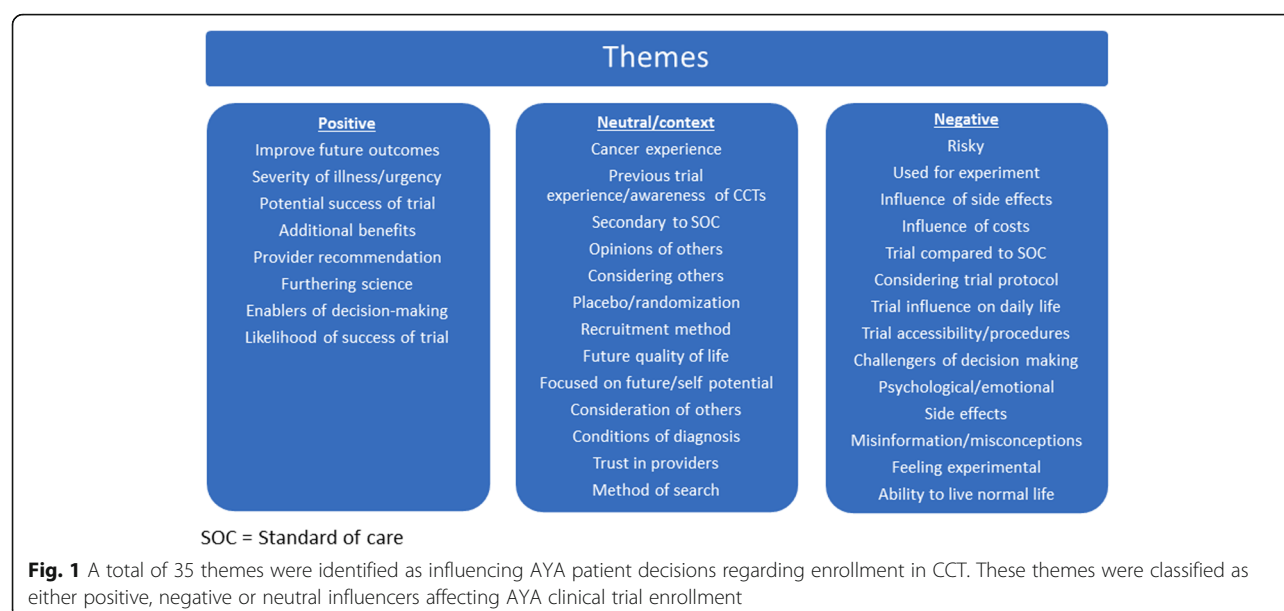 Themes
Positive
Improve future outcomes
Severity of illness/urgency
Potential success of trial
Additional benefits
Provider recommendation
Furthering science
Enablers of decision-making
Likelihood of success of trial
Neutral/context
Cancer experience
Previous trial
experience/awareness of CCTs
Secondary to SOC
Opinions of others
Considering others
Placebo/randomization
Recruitment method
Future quality of life
Focused on future/self potential
Consideration of others
Conditions of diagnosis
Trust in providers
Method of search
Negative
Risky
Used for experiment
Influence of side effects
Influence of costs
Trial compared to SOC
Considering trial protocol
Trial influence on daily life
Trial accessibility/procedures
Challengers of decision making
Psychological/emotional
Side effects
Misinformation/misconceptions
Feeling experimental
Ability to live normal life
SOC = Standard of care
Fig. 1 A total of 35 themes were identified as influencing AYA patient decisions regarding enrollment in CCT. These themes were classified as
either positive, negative or neutral influencers affecting AYA clinical trial enrollment